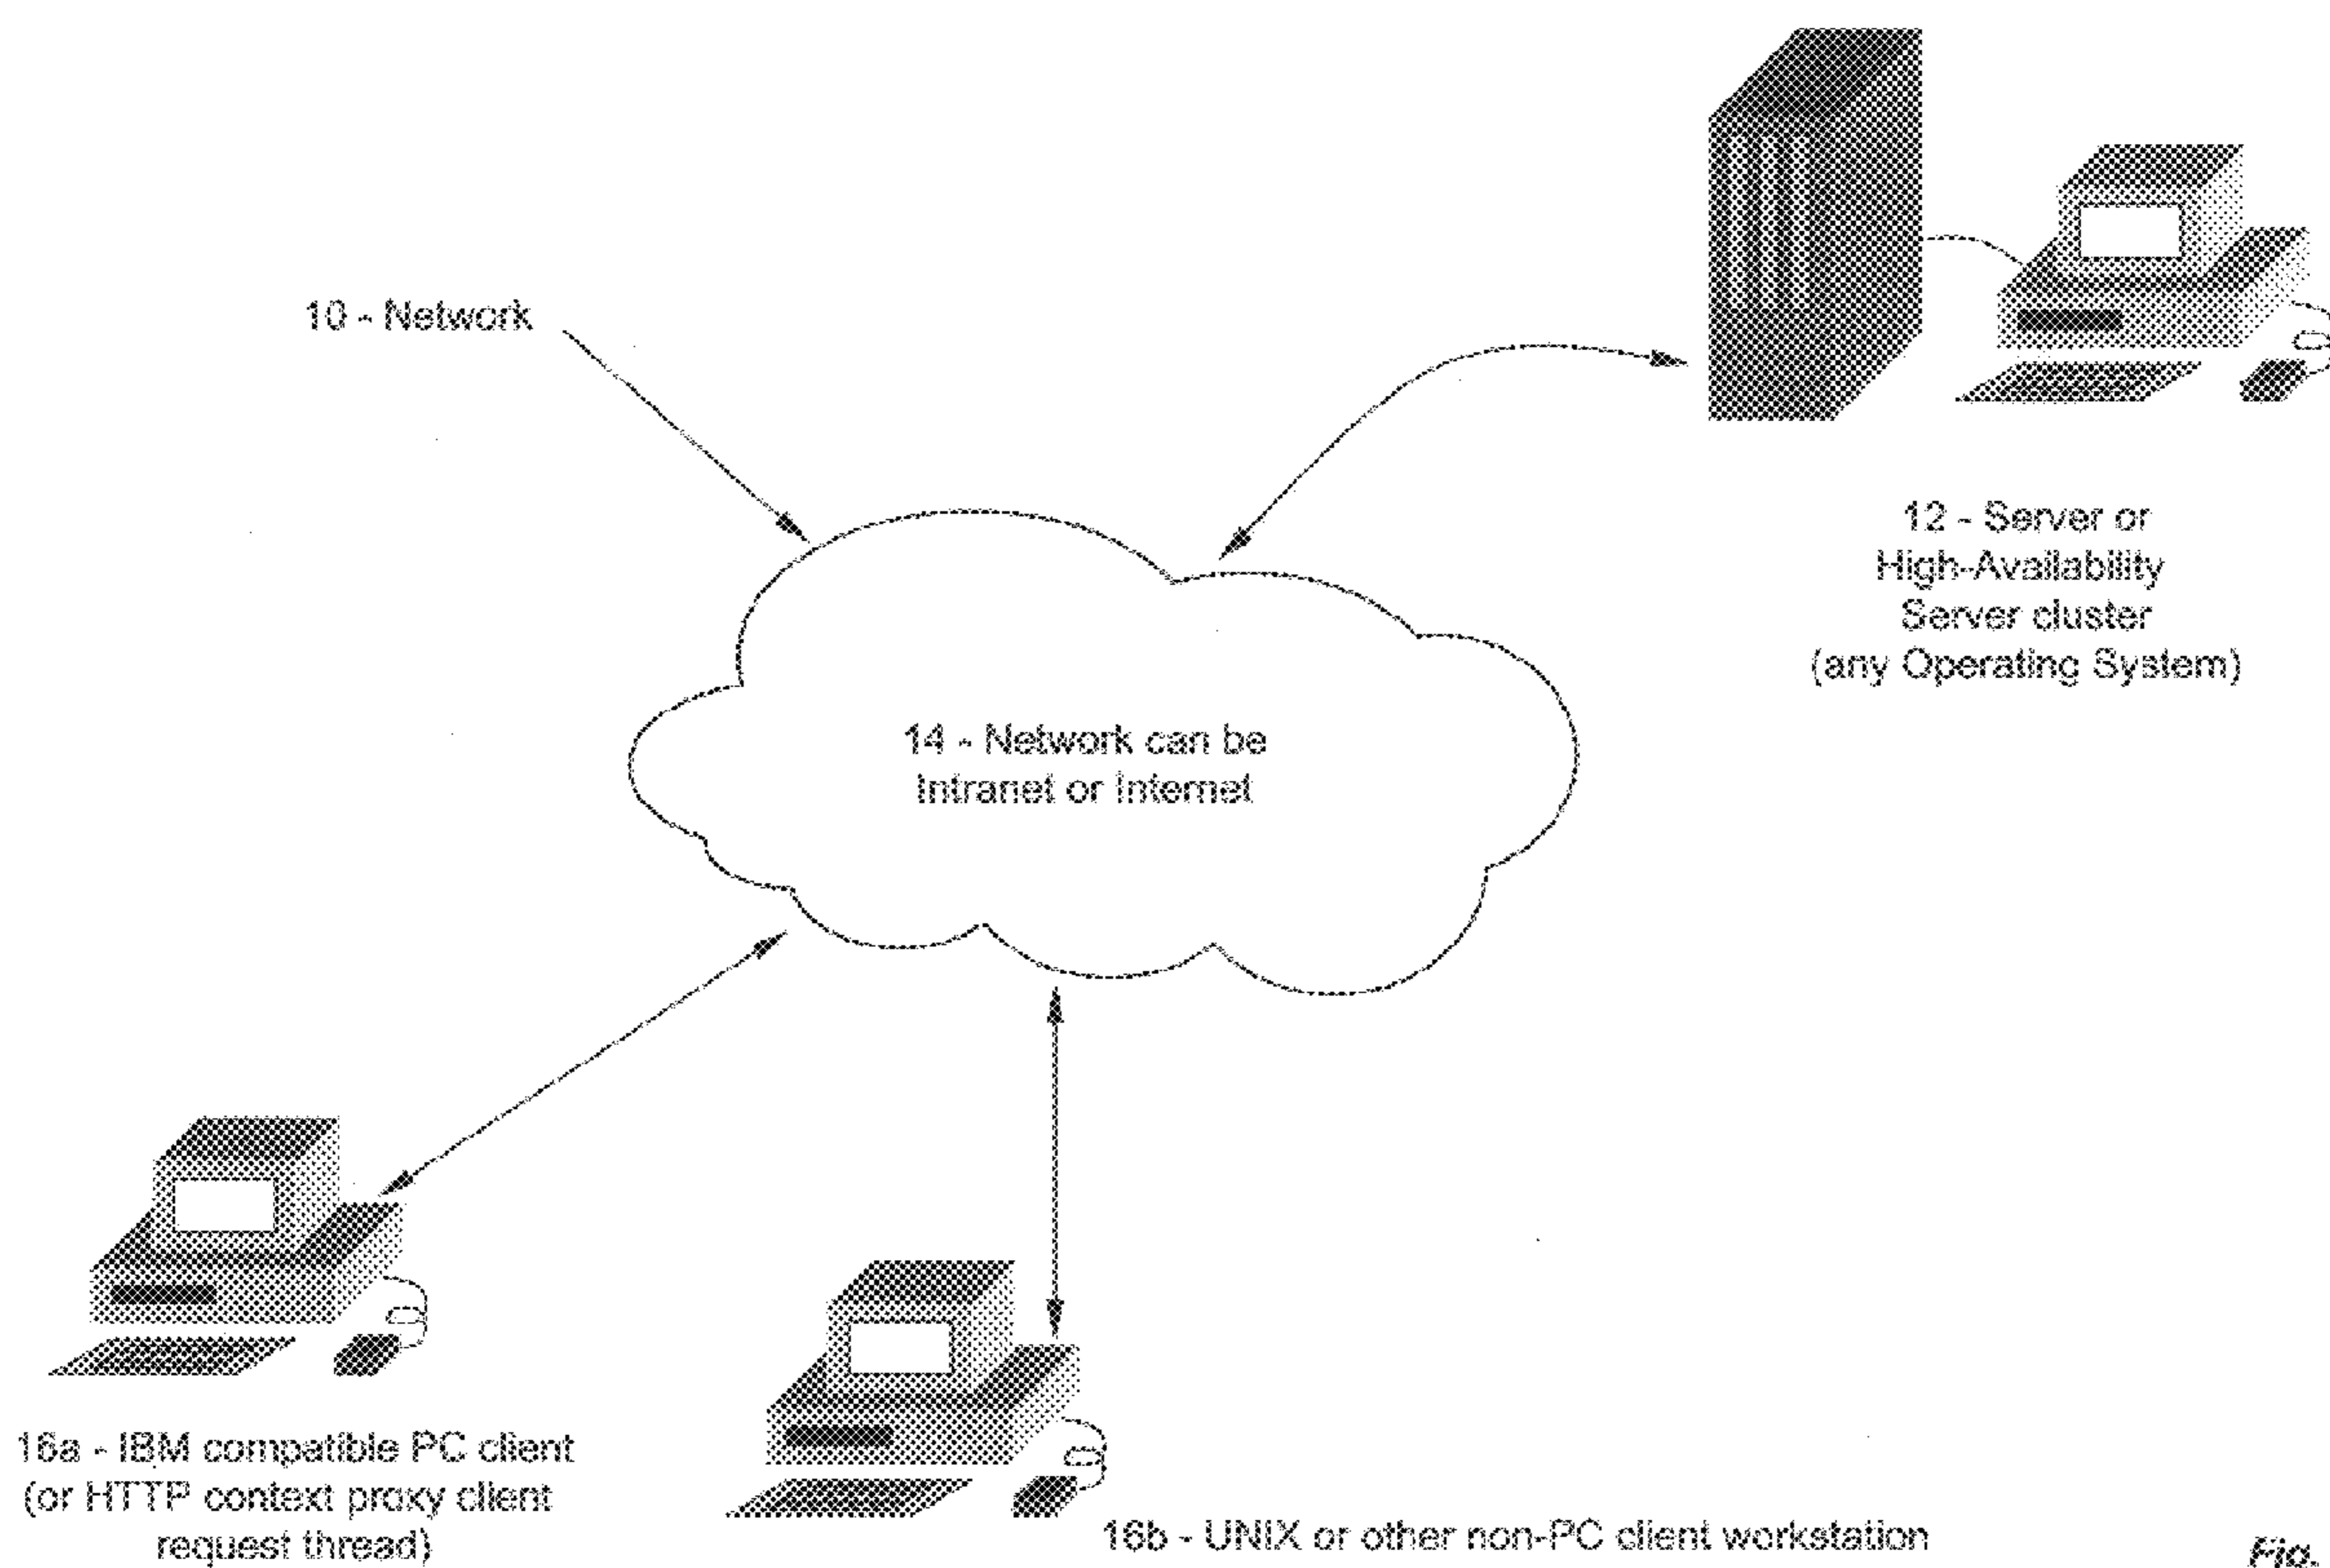 10 - Network
12 - Server or
High-Availability
Server cluster
(any Operating System)
14 - Network can be
Intranet or Internet
16a - IBM compatible PC client
(or HTTP context proxy client
request thread)
16b - UNIX or other non-PC client workstation
Fig.